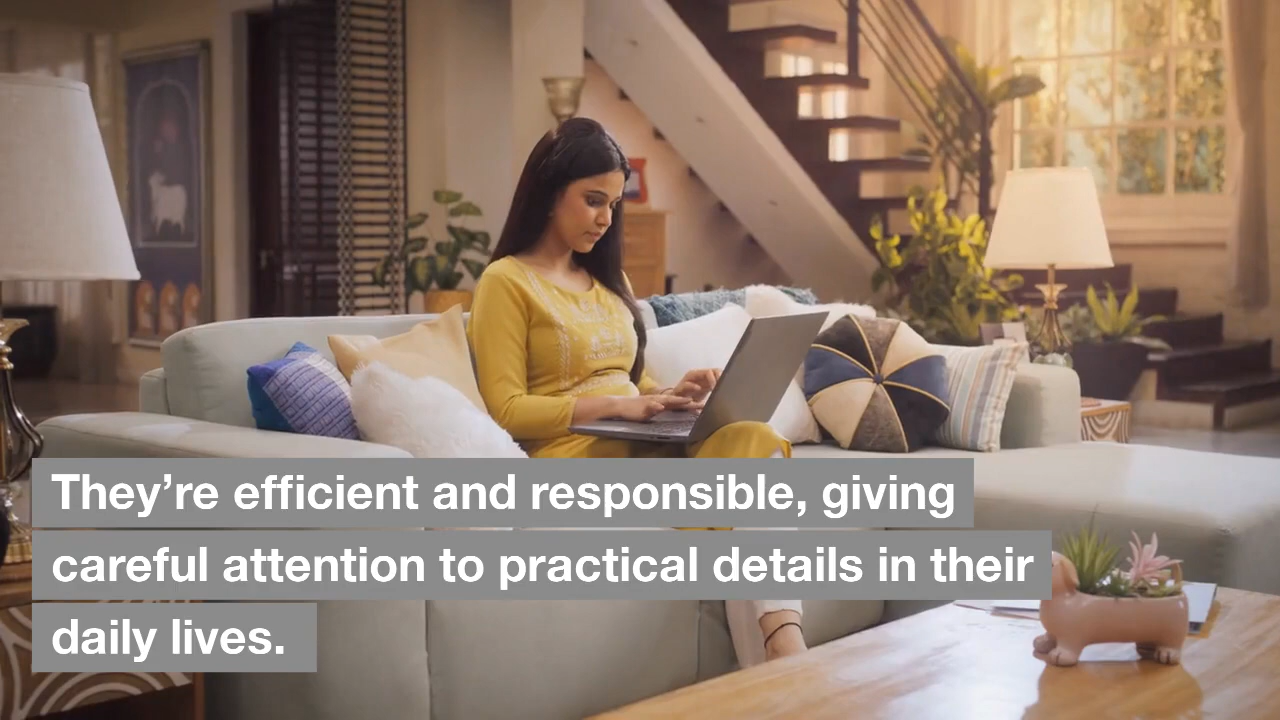 They’re efficient and responsible, giving
careful attention to practical details in their
daily lives.